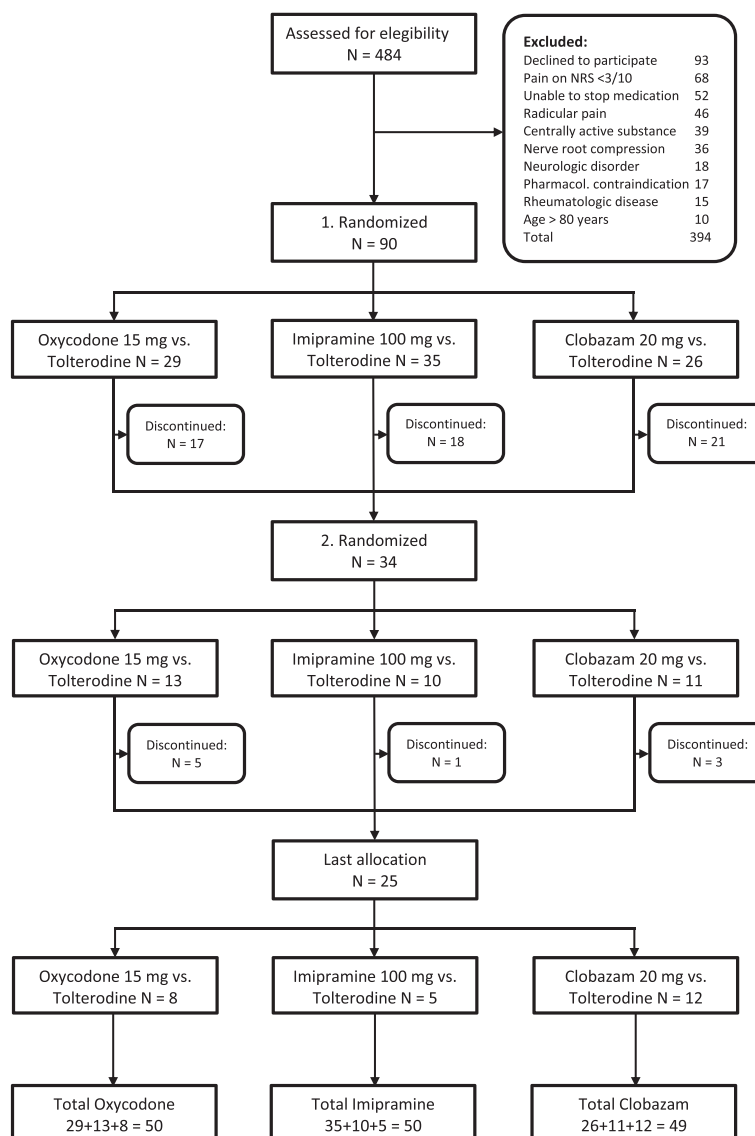 Assessed for elegibility
N = 484
Excluded:
Declined to participate 93
Pain on NRS <3/10 68
Unable to stop medication 52
Radicular pain 46
Centrally active substance 39
Nerve root compression 36
Neurologic disorder 18
Pharmacol. contraindication 17
Rheumatologic disease 15
Age > 80 years 10
Total 394
1. Randomized
N = 90
Oxycodone 15 mg vs.
Tolterodine N = 29
Imipramine 100 mg vs.
Tolterodine N = 35
Clobazam 20 mg vs.
Tolterodine N = 26
Discontinued:
N = 17
Discontinued:
N = 18
Discontinued:
N = 21
2. Randomized
N = 34
Oxycodone 15 mg vs.
Tolterodine N = 13
Imipramine 100 mg vs.
Tolterodine N = 10
Clobazam 20 mg vs.
Tolterodine N = 11
Discontinued:
N = 5
Discontinued:
N = 1
Discontinued:
N = 3
Last allocation
N = 25
Oxycodone 15 mg vs.
Tolterodine N = 8
Imipramine 100 mg vs.
Tolterodine N = 5
Clobazam 20 mg vs.
Tolterodine N = 12
Total Oxycodone
29+13+8 = 50
Total Imipramine
35+10+5 = 50
Total Clobazam
26+11+12 = 49